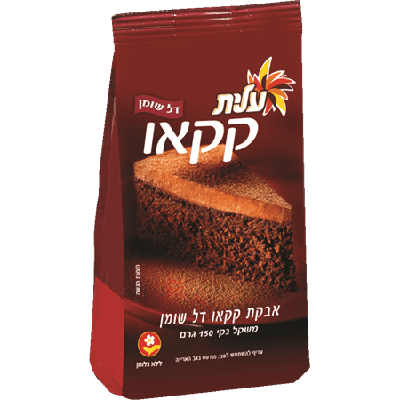 עלית
דל שומן
קקאו
אבקת קקאו דל שומן
משקל נקי 150 גרם
ללא גלוטן